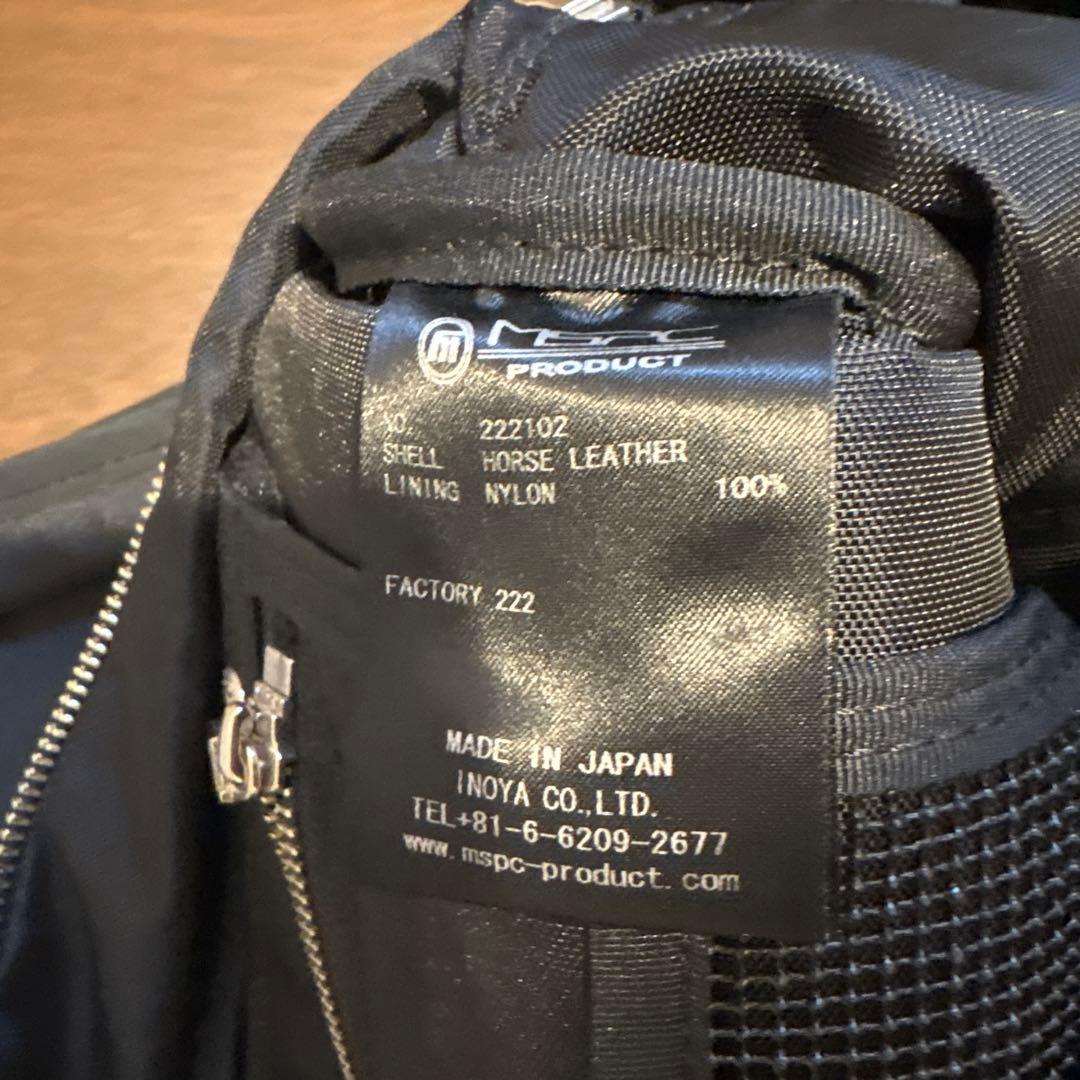 MSPC
PRODUCT
NO. 222102
SHELL HORSE LEATHER
LINING NYLON 100%
FACTORY 222
MADE IN JAPAN
INOYA CO.,LTD.
TEL+81-6-6209-2677
www.mspc-product.com